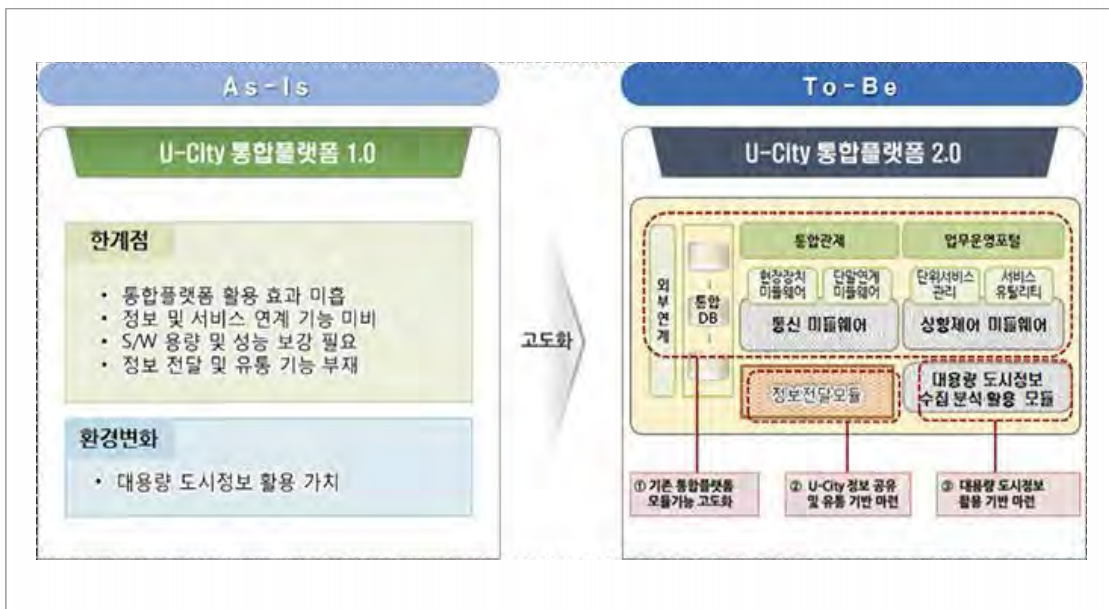 As-Is
U-City 통합플랫폼 1.0
한계점
• 통합플랫폼 활용 효과 미흡
• 정보 및 서비스 연계 기능 미비
• S/W 용량 및 성능 보강 필요
• 정보 전달 및 유통 기능 부재
환경변화
• 대용량 도시정보 활용 가치
고도화
To-Be
U-City 통합플랫폼 2.0
외부연계
통합
DB
통합관제
업무운영포털
현장장치
미들웨어
단말연계
미들웨어
단위서비스
관리
서비스
유틸리티
통신 미들웨어
상황제어 미들웨어
정보전달모듈
대용량 도시정보
수집 분석 활용 모듈
① 기존 통합플랫폼
모듈기능 고도화
② U-City 정보 공유
및 유통 기반 마련
③ 대용량 도시정보
활용 기반 마련